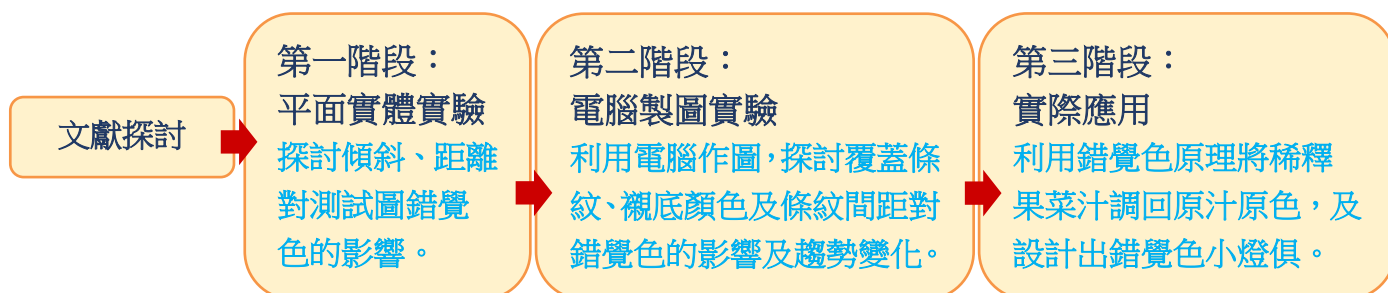 文獻探討
第一階段：
平面實體實驗
探討傾斜、距離
對測試圖錯覺
色的影響。
第二階段：
電腦製圖實驗
利用電腦作圖，探討覆蓋條
紋、襯底顏色及條紋間距對
錯覺色的影響及趨勢變化。
第三階段：
實際應用
利用錯覺色原理將稀釋
果菜汁調回原汁原色，及
設計出錯覺色小燈俱。